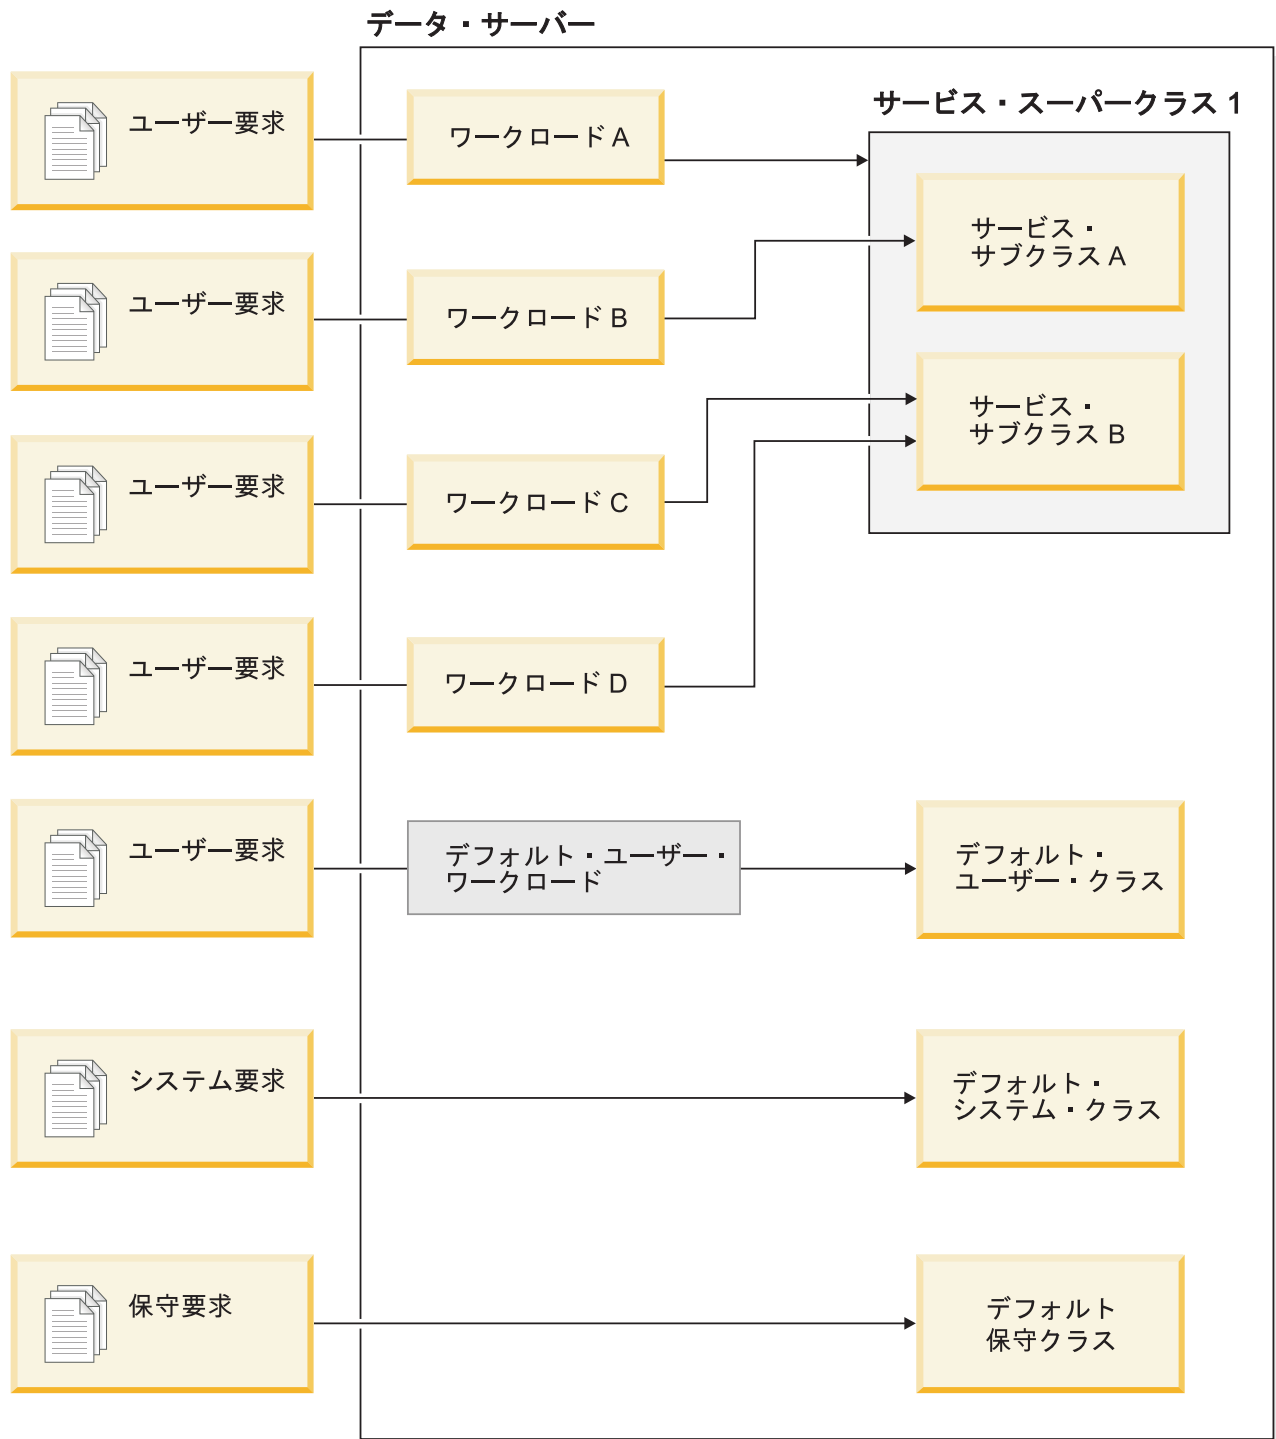 データ・サーバー
サービス・スーパークラス 1
ユーザー要求
ワークロード A
サービス・
サブクラス A
ユーザー要求
ワークロード B
サービス・
サブクラス B
ユーザー要求
ワークロード C
ユーザー要求
ワークロード D
ユーザー要求
デフォルト・ユーザー・
ワークロード
デフォルト・
ユーザー・クラス
システム要求
デフォルト・
システム・クラス
保守要求
デフォルト
保守クラス